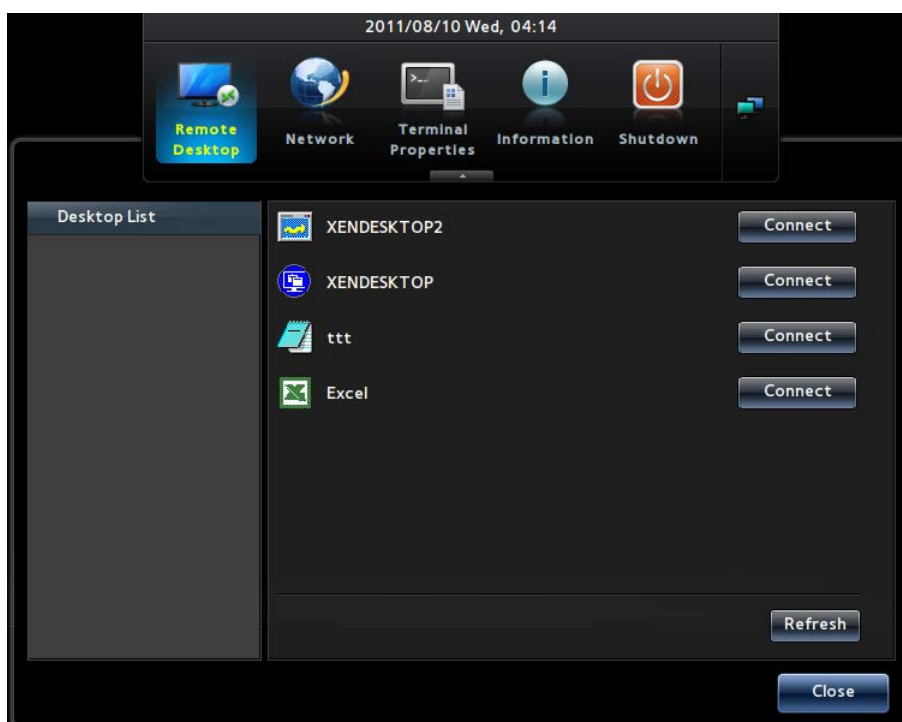 2011/08/10 Wed, 04:14
Remote Desktop
Network
Terminal Properties
Information
Shutdown
Desktop List
XENDESKTOP2
Connect
XENDESKTOP
Connect
ttt
Connect
Excel
Connect
Refresh
Close